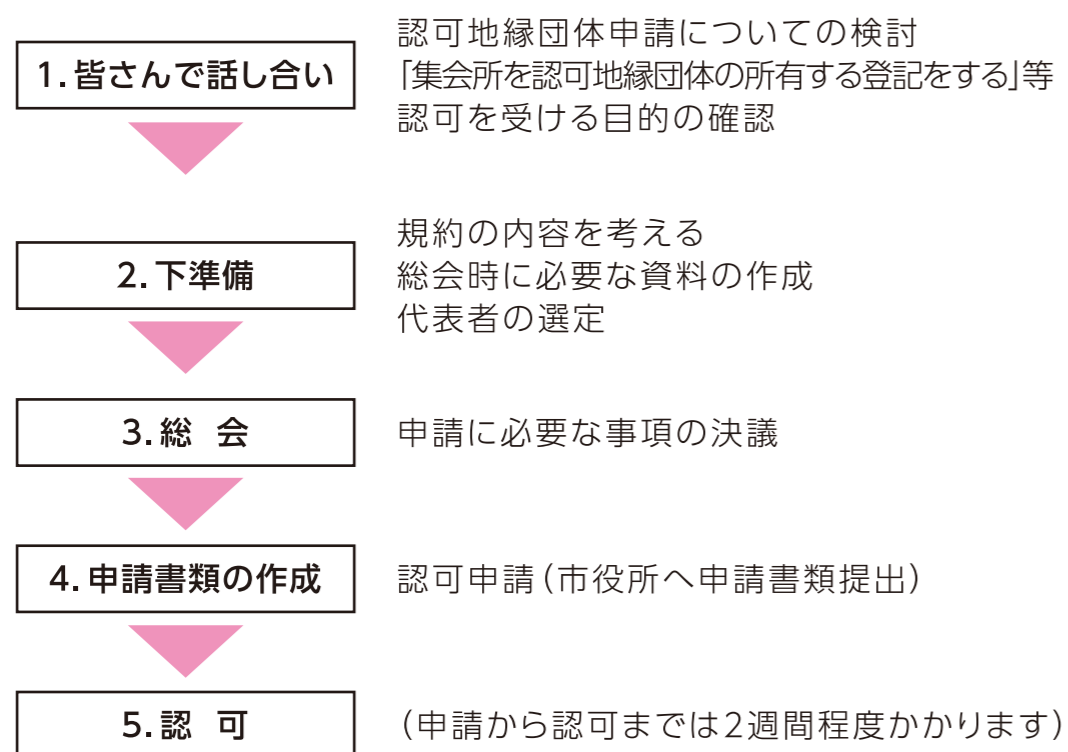 1.皆さんで話し合い
認可地縁団体申請についての検討
「集会所を認可地縁団体の所有する登記をする」等
認可を受ける目的の確認
2.下準備
規約の内容を考える
総会時に必要な資料の作成
代表者の選定
3.総 会
申請に必要な事項の決議
4.申請書類の作成
認可申請(市役所へ申請書類提出)
5.認 可
(申請から認可までは2週間程度かかります)